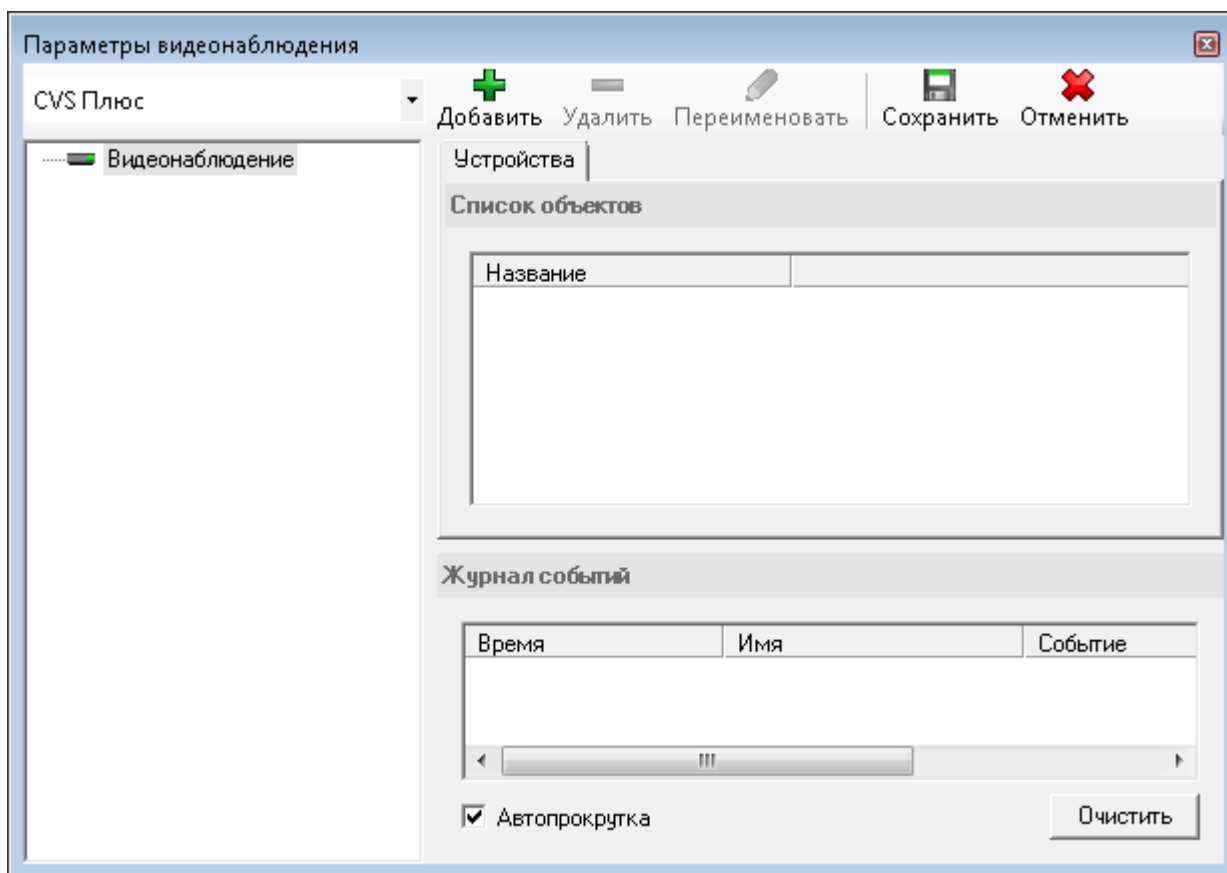 Параметры видеонаблюдения
CVS Плюс
Добавить Удалить Переименовать Сохранить Отменить
Видеонаблюдение
Устройства
Список объектов
Название
Журнал событий
Время Имя Событие
Автопрокрутка
Очистить